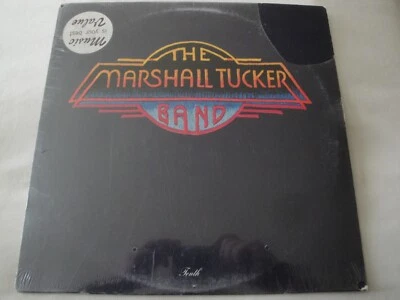 Music
is your best
Value
THE
MARSHALL TUCKER
BAND
Tenth